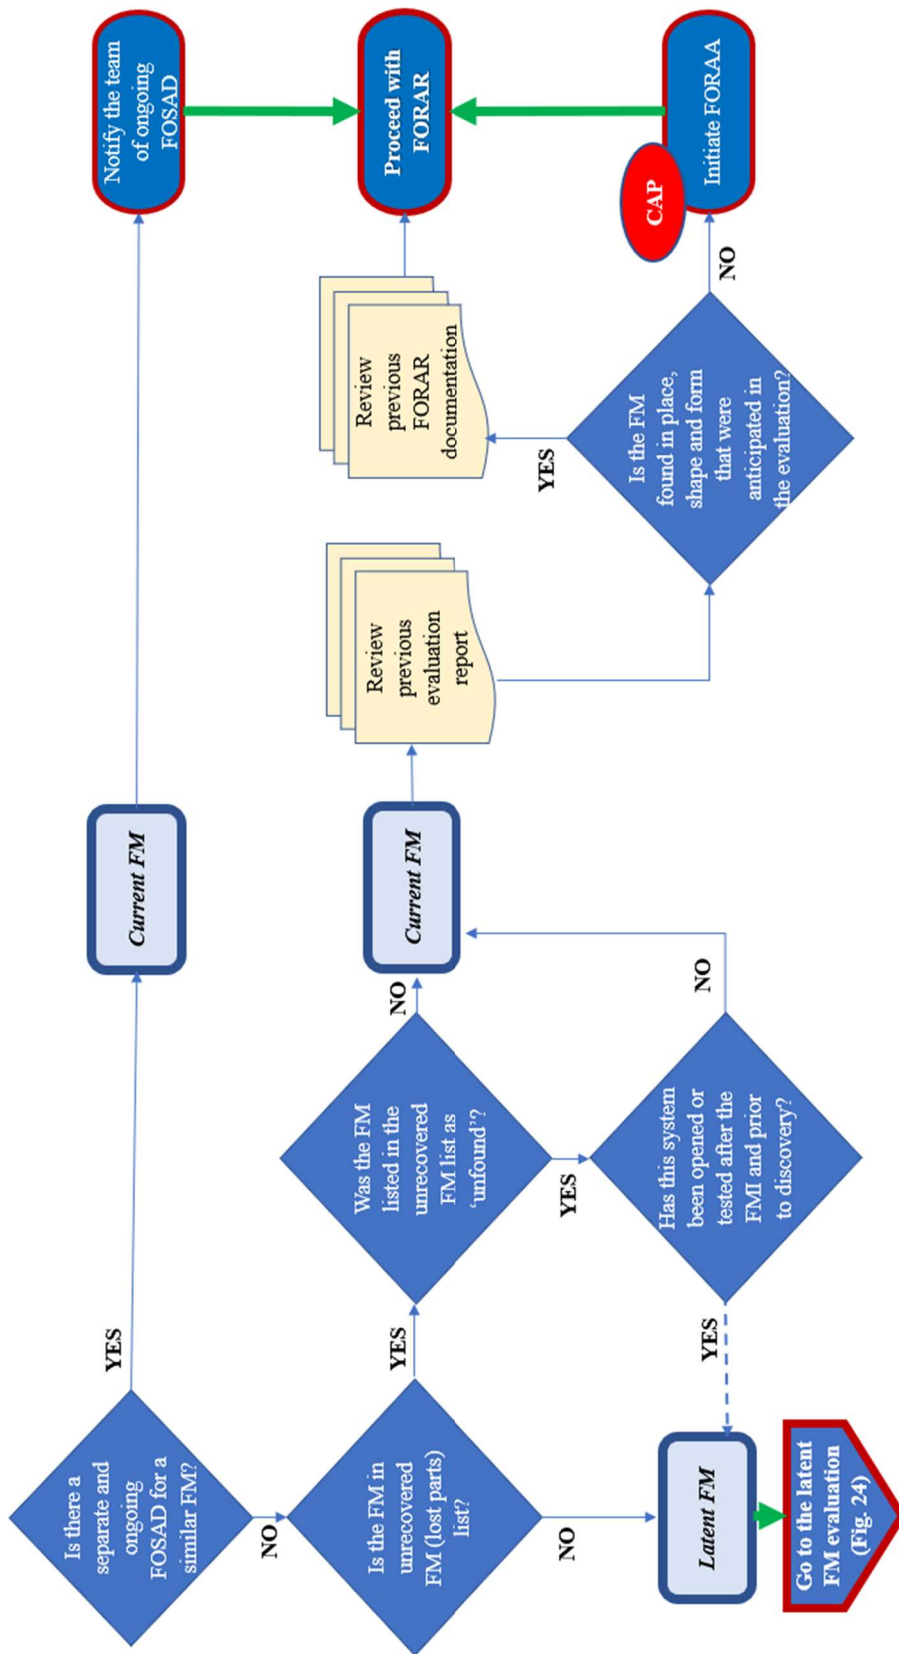 Is there a
separate and
ongoing
FOSAD for a
similar FM?
YES
Current FM
Notify the team
of ongoing
FOSAD
NO
Is the FM in
unrecovered
FM (lost parts)
list?
YES
Was the FM
listed in the
unrecovered
FM list as
‘unfound’?
NO
Current FM
Review
previous
evaluation
report
Review
previous
FORAR
documentation
Proceed with
FORAR
NO
YES
YES
Latent FM
YES
Has this system
been opened or
tested after the
FMI and prior
to discovery?
NO
Is the FM
found in place,
shape and form
that were
anticipated in
the evaluation?
NO
CAP
Initiate FORAA
Go to the latent
FM evaluation
(Fig. 24)